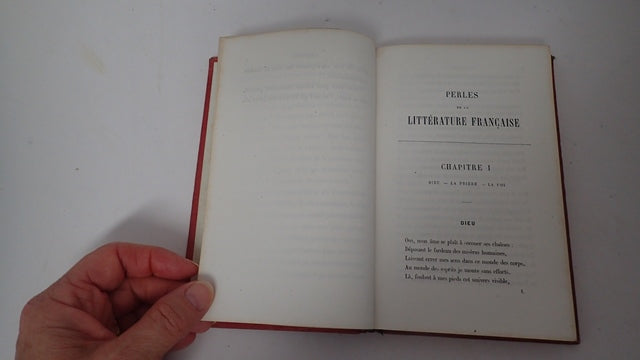 PERLES
DE LA
LITTÉRATURE FRANÇAISE
CHAPITRE I
DIEU. — LA PRIÈRE. — LA FOI
DIEU
Oui, mon âme se plaît à secouer ses chaînes :
Déposant le fardeau des misères humaines,
Laissant errer mes sens dans ce monde des corps,
Au monde des esprits je monte sans efforts.
Là, foulant à mes pieds cet univers visible,
1.